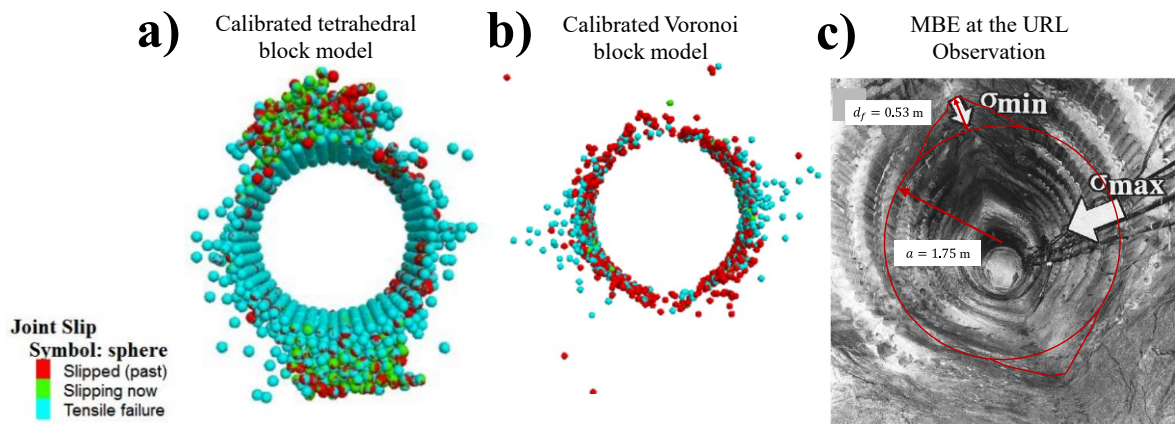 a)
Calibrated tetrahedral
block model
b)
Calibrated Voronoi
block model
c)
MBE at the URL
Observation
Joint Slip
Symbol: sphere
Slipped (past)
Slipping now
Tensile failure
d_f = 0.53 m
σmin
σmax
a = 1.75 m